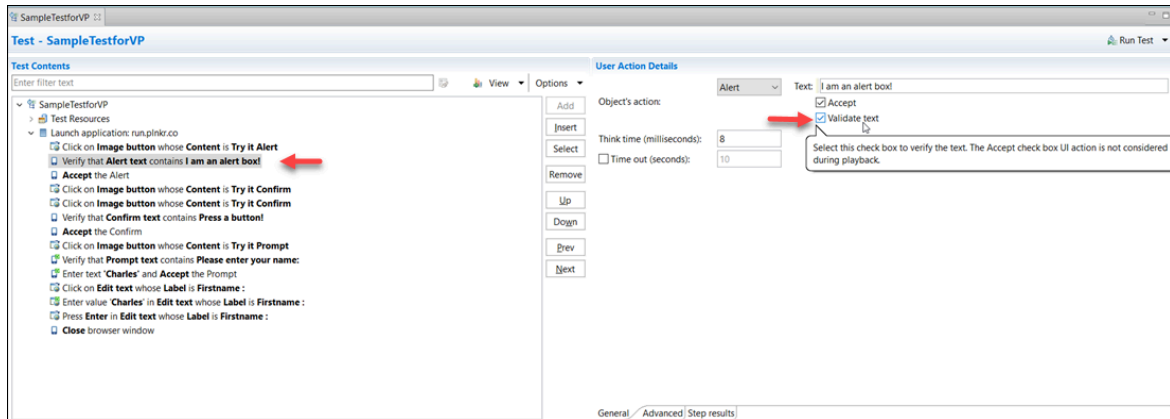 SampleTestforVP
Test - SampleTestforVP
Run Test
Test Contents
Enter filter text
View
Options
SampleTestforVP
Test Resources
Launch application: run.plnkr.co
Click on Image button whose Content is Try it Alert
Verify that Alert text contains I am an alert box!
Accept the Alert
Click on Image button whose Content is Try it Confirm
Click on Image button whose Content is Try it Confirm
Verify that Confirm text contains Press a button!
Accept the Confirm
Click on Image button whose Content is Try it Prompt
Verify that Prompt text contains Please enter your name:
Enter text 'Charles' and Accept the Prompt
Click on Edit text whose Label is Firstname :
Enter value 'Charles' in Edit text whose Label is Firstname :
Press Enter in Edit text whose Label is Firstname :
Close browser window
Add
Insert
Select
Remove
Up
Down
Prev
Next
User Action Details
Object's action:
Alert
Text: I am an alert box!
Accept
Validate text
Think time (milliseconds): 8
Time out (seconds): 10
Select this check box to verify the text. The Accept check box UI action is not considered
during playback.
General Advanced Step results